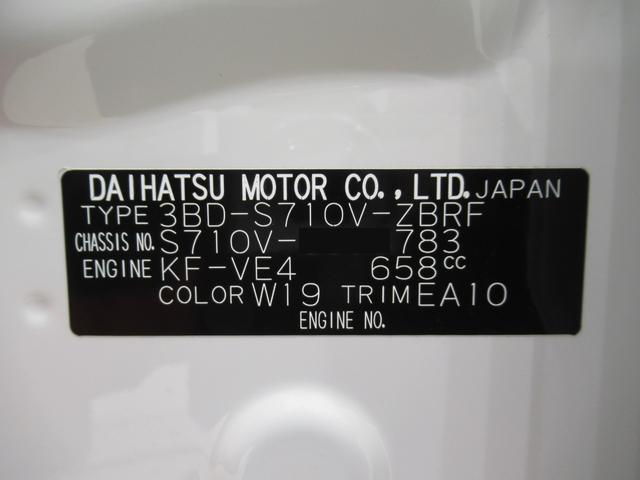 DAIHATSU MOTOR CO.,LTD. JAPAN
TYPE 3BD-S710V-ZBRF
CHASSIS NO. S710V- 783
ENGINE KF-VE4 658cc
COLOR W19 TRIM EA10
ENGINE NO.